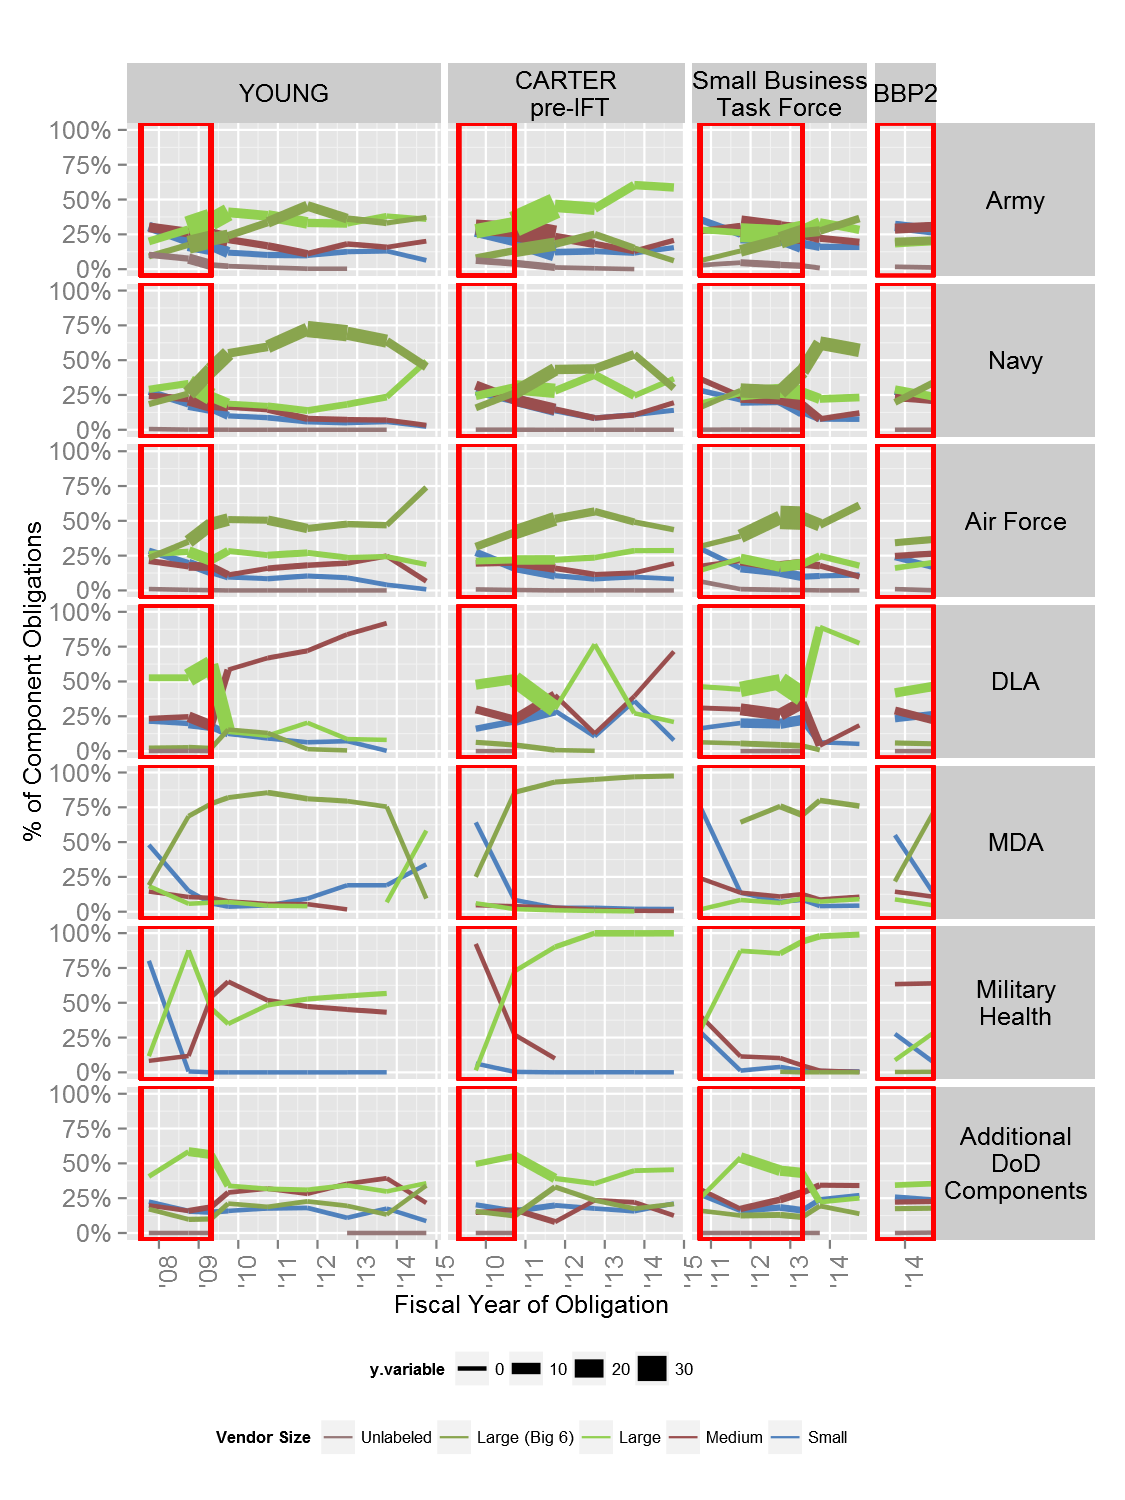 YOUNG
CARTER
pre-IFT
Small Business
Task Force
BBP2
% of Component Obligations
100%
75%
50%
25%
0%
Army
100%
75%
50%
25%
0%
Navy
100%
75%
50%
25%
0%
Air Force
100%
75%
50%
25%
0%
DLA
100%
75%
50%
25%
0%
MDA
100%
75%
50%
25%
0%
Military
Health
100%
75%
50%
25%
0%
Additional
DoD
Components
'08 '09 '10 '11 '12 '13 '14 '15 '10 '11 '12 '13 '14 '15 '11 '12 '13 '14 '14
Fiscal Year of Obligation
y.variable 0 10 20 30
Vendor Size Unlabeled Large (Big 6) Large Medium Small